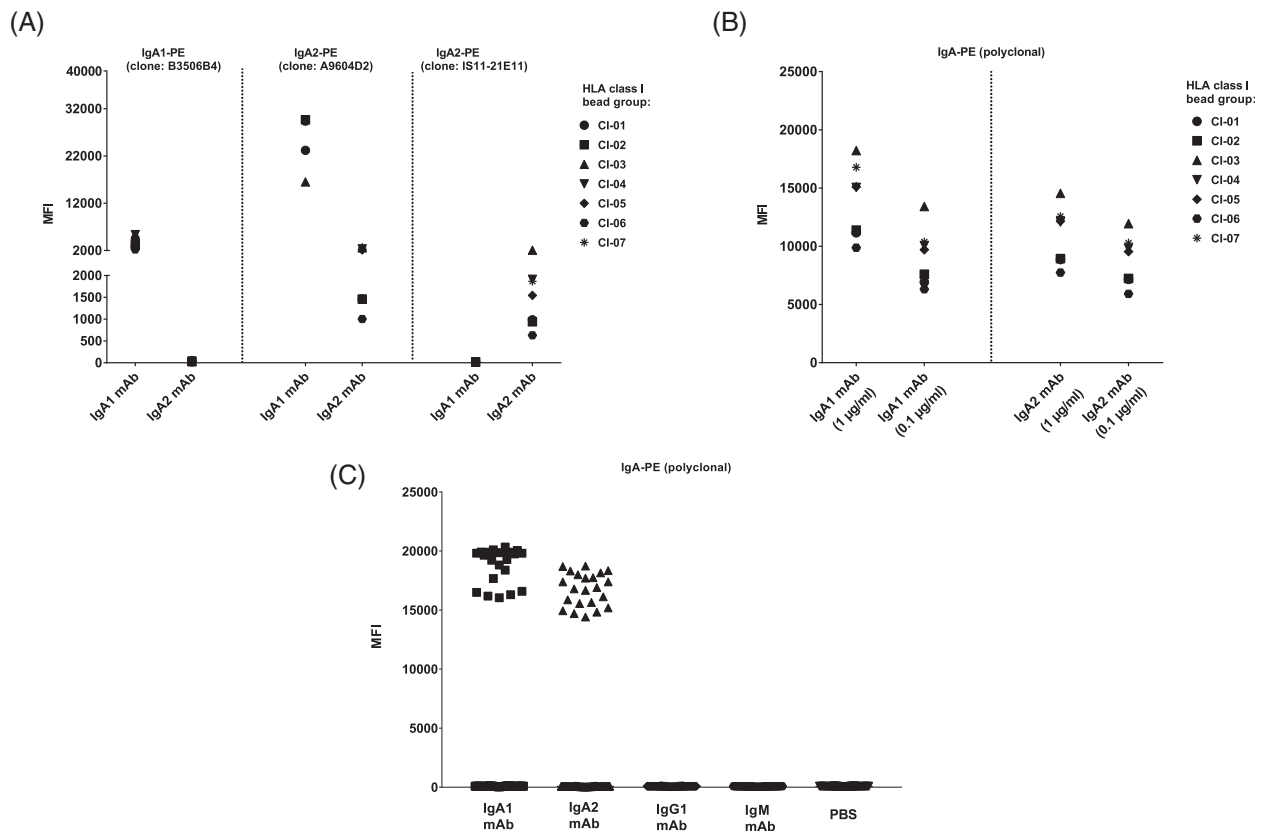 (A)
IgA1-PE
(clone: B3506B4)
IgA2-PE
(clone: A9604D2)
IgA2-PE
(clone: IS11-21E11)
MFI
40000
32000
22000
12000
2000
2000
1500
1000
500
0
IgA1 mAb
IgA2 mAb
IgA1 mAb
IgA2 mAb
IgA1 mAb
IgA2 mAb
HLA class I
bead group:
CI-01
CI-02
CI-03
CI-04
CI-05
CI-06
CI-07
(B)
IgA-PE (polyclonal)
MFI
25000
20000
15000
10000
5000
0
IgA1 mAb
(1 µg/ml)
IgA1 mAb
(0.1 µg/ml)
IgA2 mAb
(1 µg/ml)
IgA2 mAb
(0.1 µg/ml)
HLA class I
bead group:
CI-01
CI-02
CI-03
CI-04
CI-05
CI-06
CI-07
(C)
IgA-PE (polyclonal)
MFI
25000
20000
15000
10000
5000
0
IgA1
mAb
IgA2
mAb
IgG1
mAb
IgM
mAb
PBS